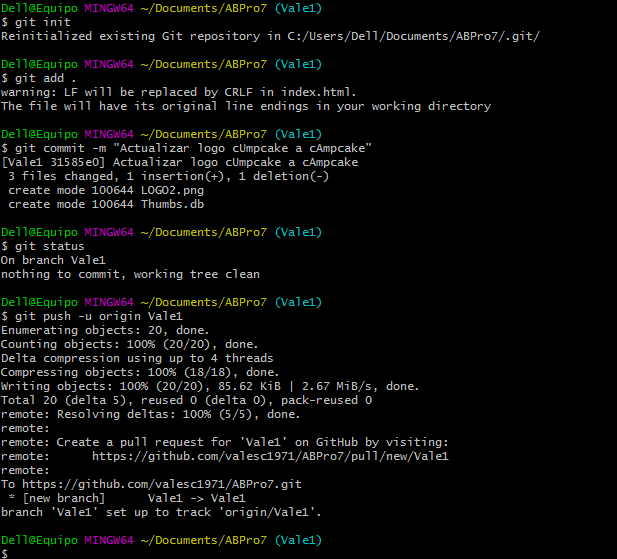 Dell@Equipo MINGW64 ~/Documents/ABPro7 (Vale1)
$ git init
Reinitialized existing Git repository in C:/Users/Dell/Documents/ABPro7/.git/
Dell@Equipo MINGW64 ~/Documents/ABPro7 (Vale1)
$ git add .
warning: LF will be replaced by CRLF in index.html.
The file will have its original line endings in your working directory
Dell@Equipo MINGW64 ~/Documents/ABPro7 (Vale1)
$ git commit -m "Actualizar logo cUmpcake a cAmpcake"
[Vale1 31585e0] Actualizar logo cUmpcake a cAmpcake
3 files changed, 1 insertion(+), 1 deletion(-)
create mode 100644 LOGO2.png
create mode 100644 Thumbs.db
Dell@Equipo MINGW64 ~/Documents/ABPro7 (Vale1)
$ git status
On branch Vale1
nothing to commit, working tree clean
Dell@Equipo MINGW64 ~/Documents/ABPro7 (Vale1)
$ git push -u origin Vale1
Enumerating objects: 20, done.
Counting objects: 100% (20/20), done.
Delta compression using up to 4 threads
Compressing objects: 100% (18/18), done.
Writing objects: 100% (20/20), 85.62 KiB | 2.67 MiB/s, done.
Total 20 (delta 5), reused 0 (delta 0), pack-reused 0
remote: Resolving deltas: 100% (5/5), done.
remote:
remote: Create a pull request for 'Vale1' on GitHub by visiting:
remote:      https://github.com/valesc1971/ABPro7/pull/new/Vale1
remote:
To https://github.com/valesc1971/ABPro7.git
* [new branch]      Vale1 -> Vale1
branch 'Vale1' set up to track 'origin/Vale1'.
Dell@Equipo MINGW64 ~/Documents/ABPro7 (Vale1)
$